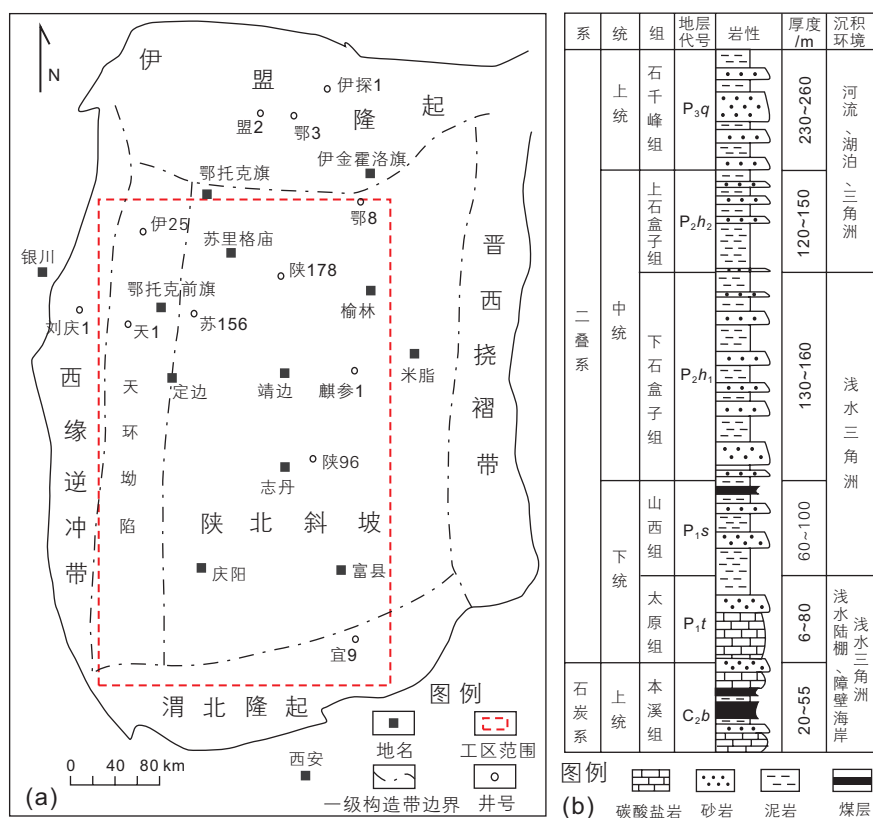 N
伊盟隆起
伊探1
盟2
鄂3
伊金霍洛旗
鄂托克旗
鄂8
伊25
苏里格庙
银川
陕178
鄂托克前旗
榆林
刘庆1
天1
苏156
米脂
晋西挠褶带
西缘逆冲带
天环坳陷
定边
靖边
麒参1
陕96
志丹
陕北斜坡
庆阳
富县
宜9
渭北隆起
西安
0 40 80 km
(a)
图例
地名
工区范围
一级构造带边界
井号
系 统 组 地层代号 岩性 厚度/m 沉积环境
二叠系
上统 石千峰组 P₃q 230~260
河流、湖泊、三角洲
中统 上石盒子组 P₂h₂ 120~150
下石盒子组 P₂h₁ 130~160
浅水三角洲
下统 山西组 P₁s 60~100
太原组 P₁t 6~80
浅水陆棚、障壁海岸
浅水三角洲
石炭系 上统 本溪组 C₂b 20~55
图例
碳酸盐岩
砂岩
泥岩
煤层
(b)